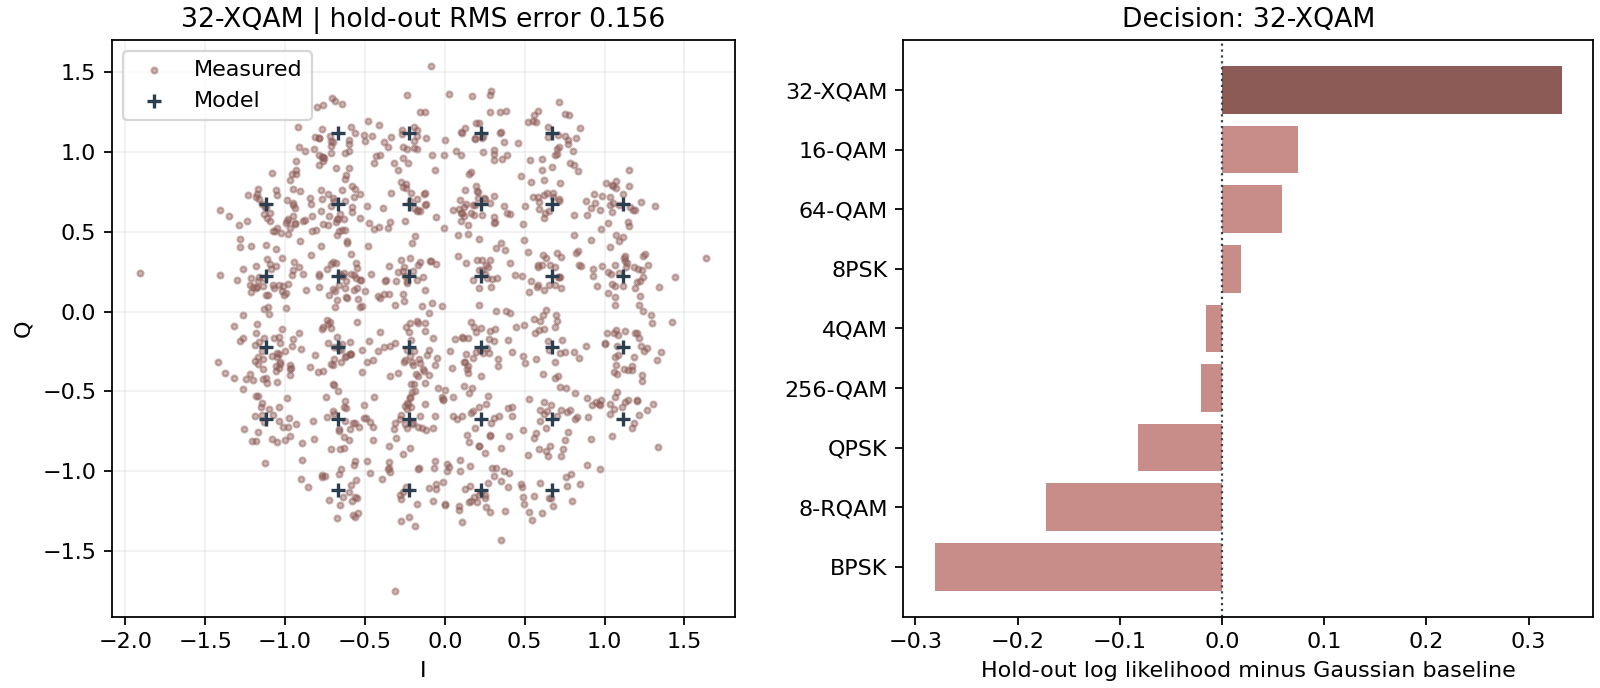 32-XQAM | hold-out RMS error 0.156
Measured
Model
1.5
1.0
0.5
0.0
−0.5
−1.0
−1.5
Q
−2.0 −1.5 −1.0 −0.5 0.0 0.5 1.0 1.5
I
Decision: 32-XQAM
32-XQAM
16-QAM
64-QAM
8PSK
4QAM
256-QAM
QPSK
8-RQAM
BPSK
−0.3 −0.2 −0.1 0.0 0.1 0.2 0.3
Hold-out log likelihood minus Gaussian baseline